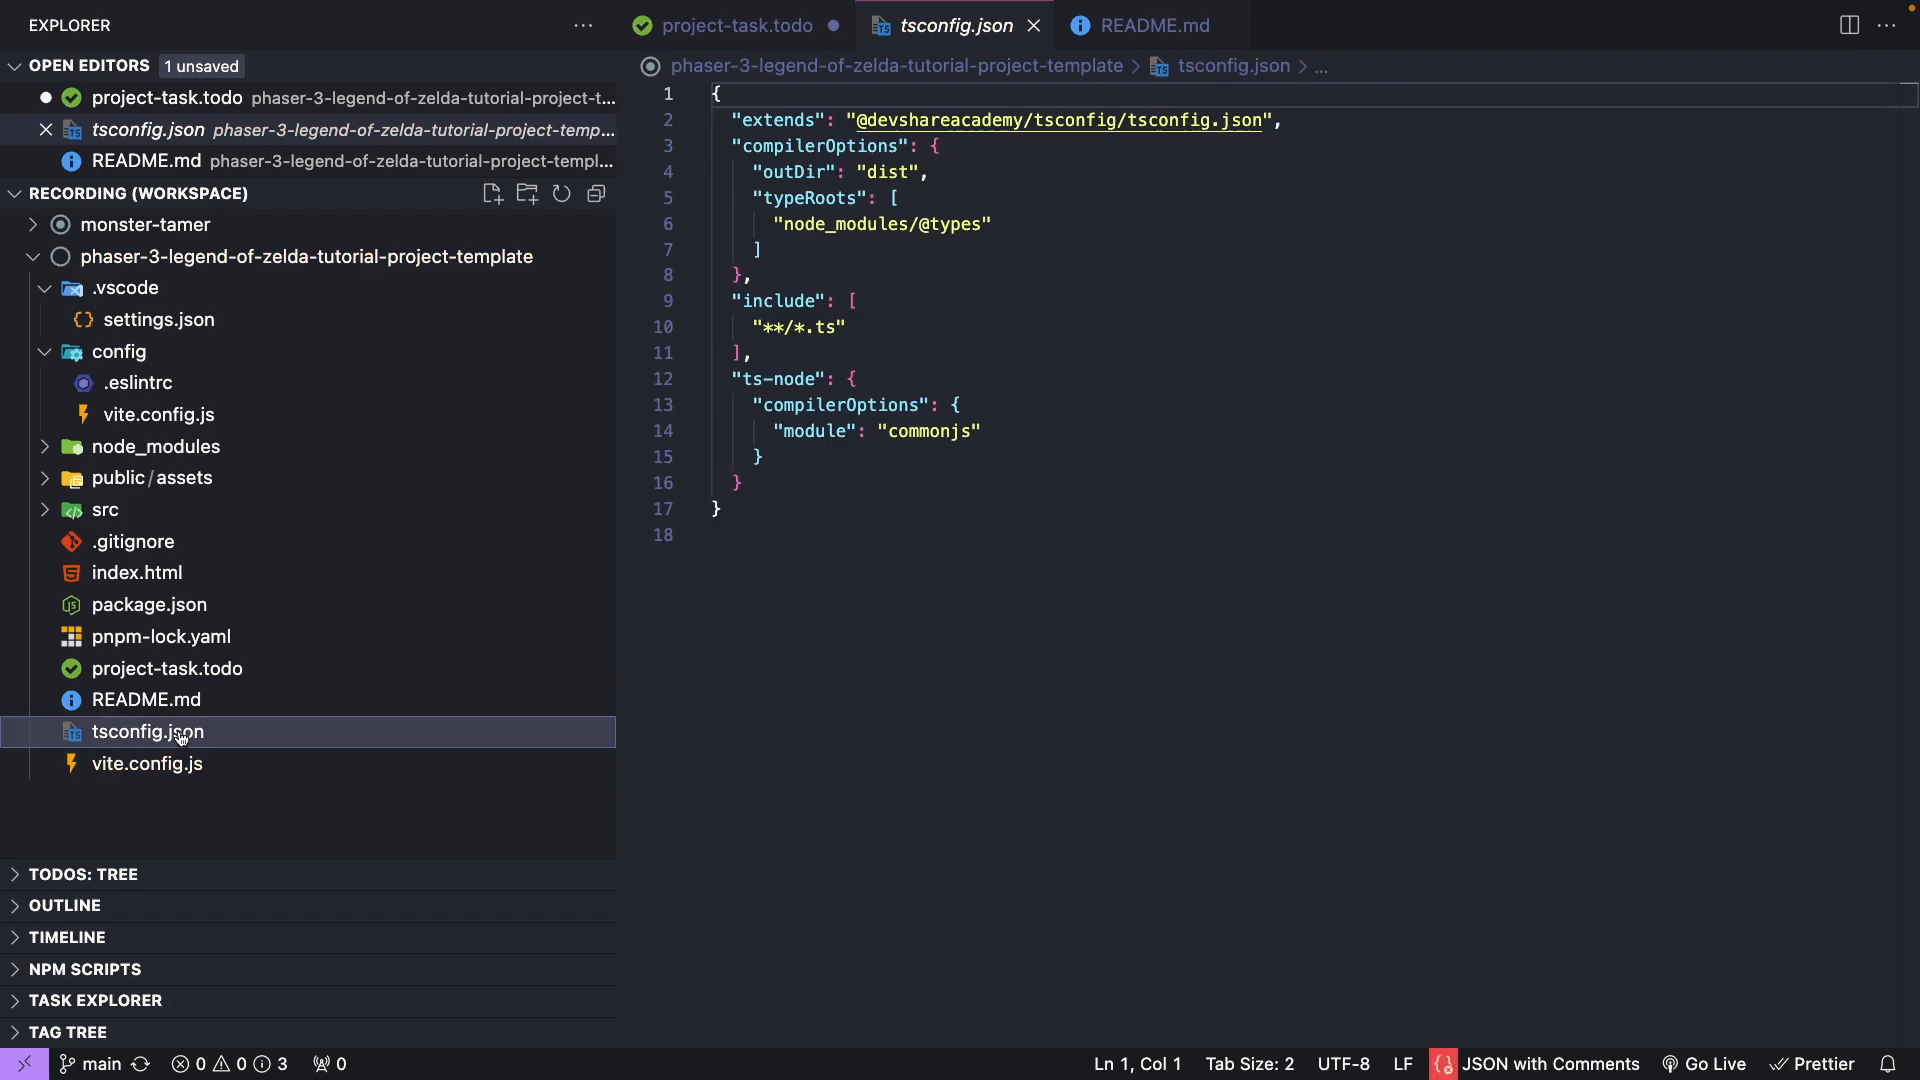 EXPLORER
project-task.todo
tsconfig.json
README.md
OPEN EDITORS 1 unsaved
project-task.todo phaser-3-legend-of-zelda-tutorial-project-t...
tsconfig.json phaser-3-legend-of-zelda-tutorial-project-temp...
README.md phaser-3-legend-of-zelda-tutorial-project-templ...
RECORDING (WORKSPACE)
monster-tamer
phaser-3-legend-of-zelda-tutorial-project-template
.vscode
settings.json
config
.eslintrc
vite.config.js
node_modules
public/assets
src
.gitignore
index.html
package.json
pnpm-lock.yaml
project-task.todo
README.md
tsconfig.json
vite.config.js
TODOS: TREE
OUTLINE
TIMELINE
NPM SCRIPTS
TASK EXPLORER
TAG TREE
phaser-3-legend-of-zelda-tutorial-project-template > tsconfig.json > ...
1 {
2 "extends": "@devshareacademy/tsconfig/tsconfig.json",
3 "compilerOptions": {
4 "outDir": "dist",
5 "typeRoots": [
6 "node_modules/@types"
7 ]
8 },
9 "include": [
10 "**/*.ts"
11 ],
12 "ts-node": {
13 "compilerOptions": {
14 "module": "commonjs"
15 }
16 }
17 }
18
main 0 0 3 0 Ln 1, Col 1 Tab Size: 2 UTF-8 LF JSON with Comments Go Live Prettier